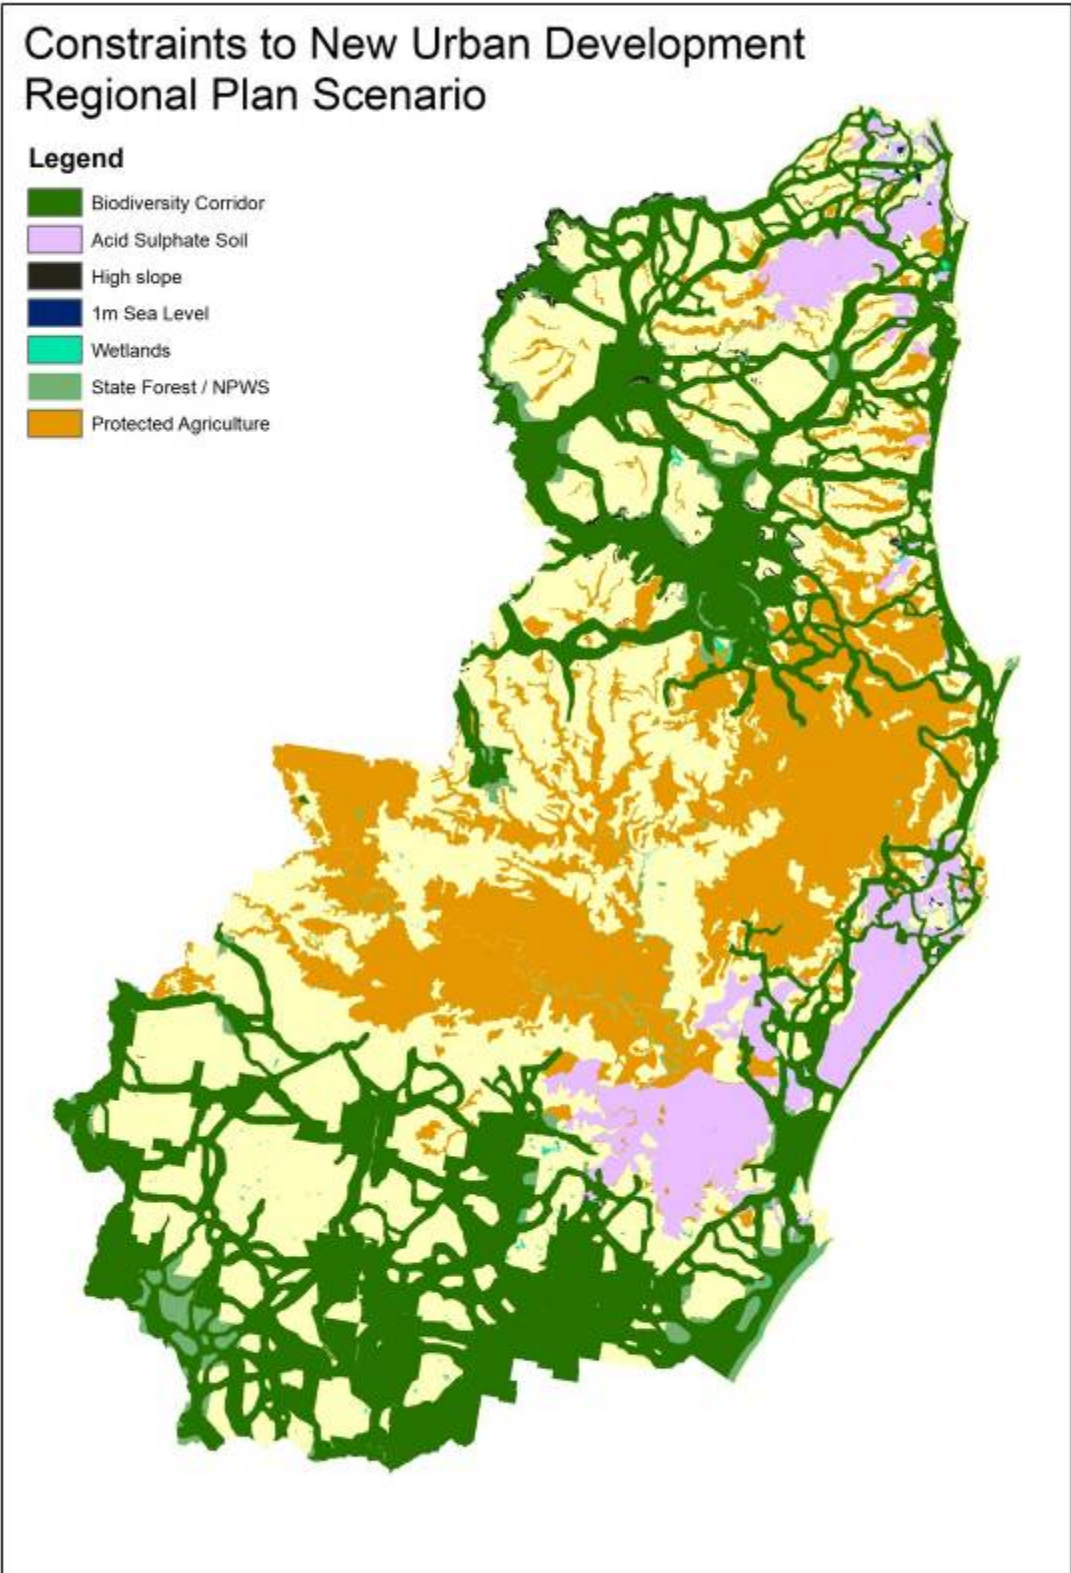 Constraints to New Urban Development
Regional Plan Scenario
Legend
Biodiversity Corridor
Acid Sulphate Soil
High slope
1m Sea Level
Wetlands
State Forest / NPWS
Protected Agriculture